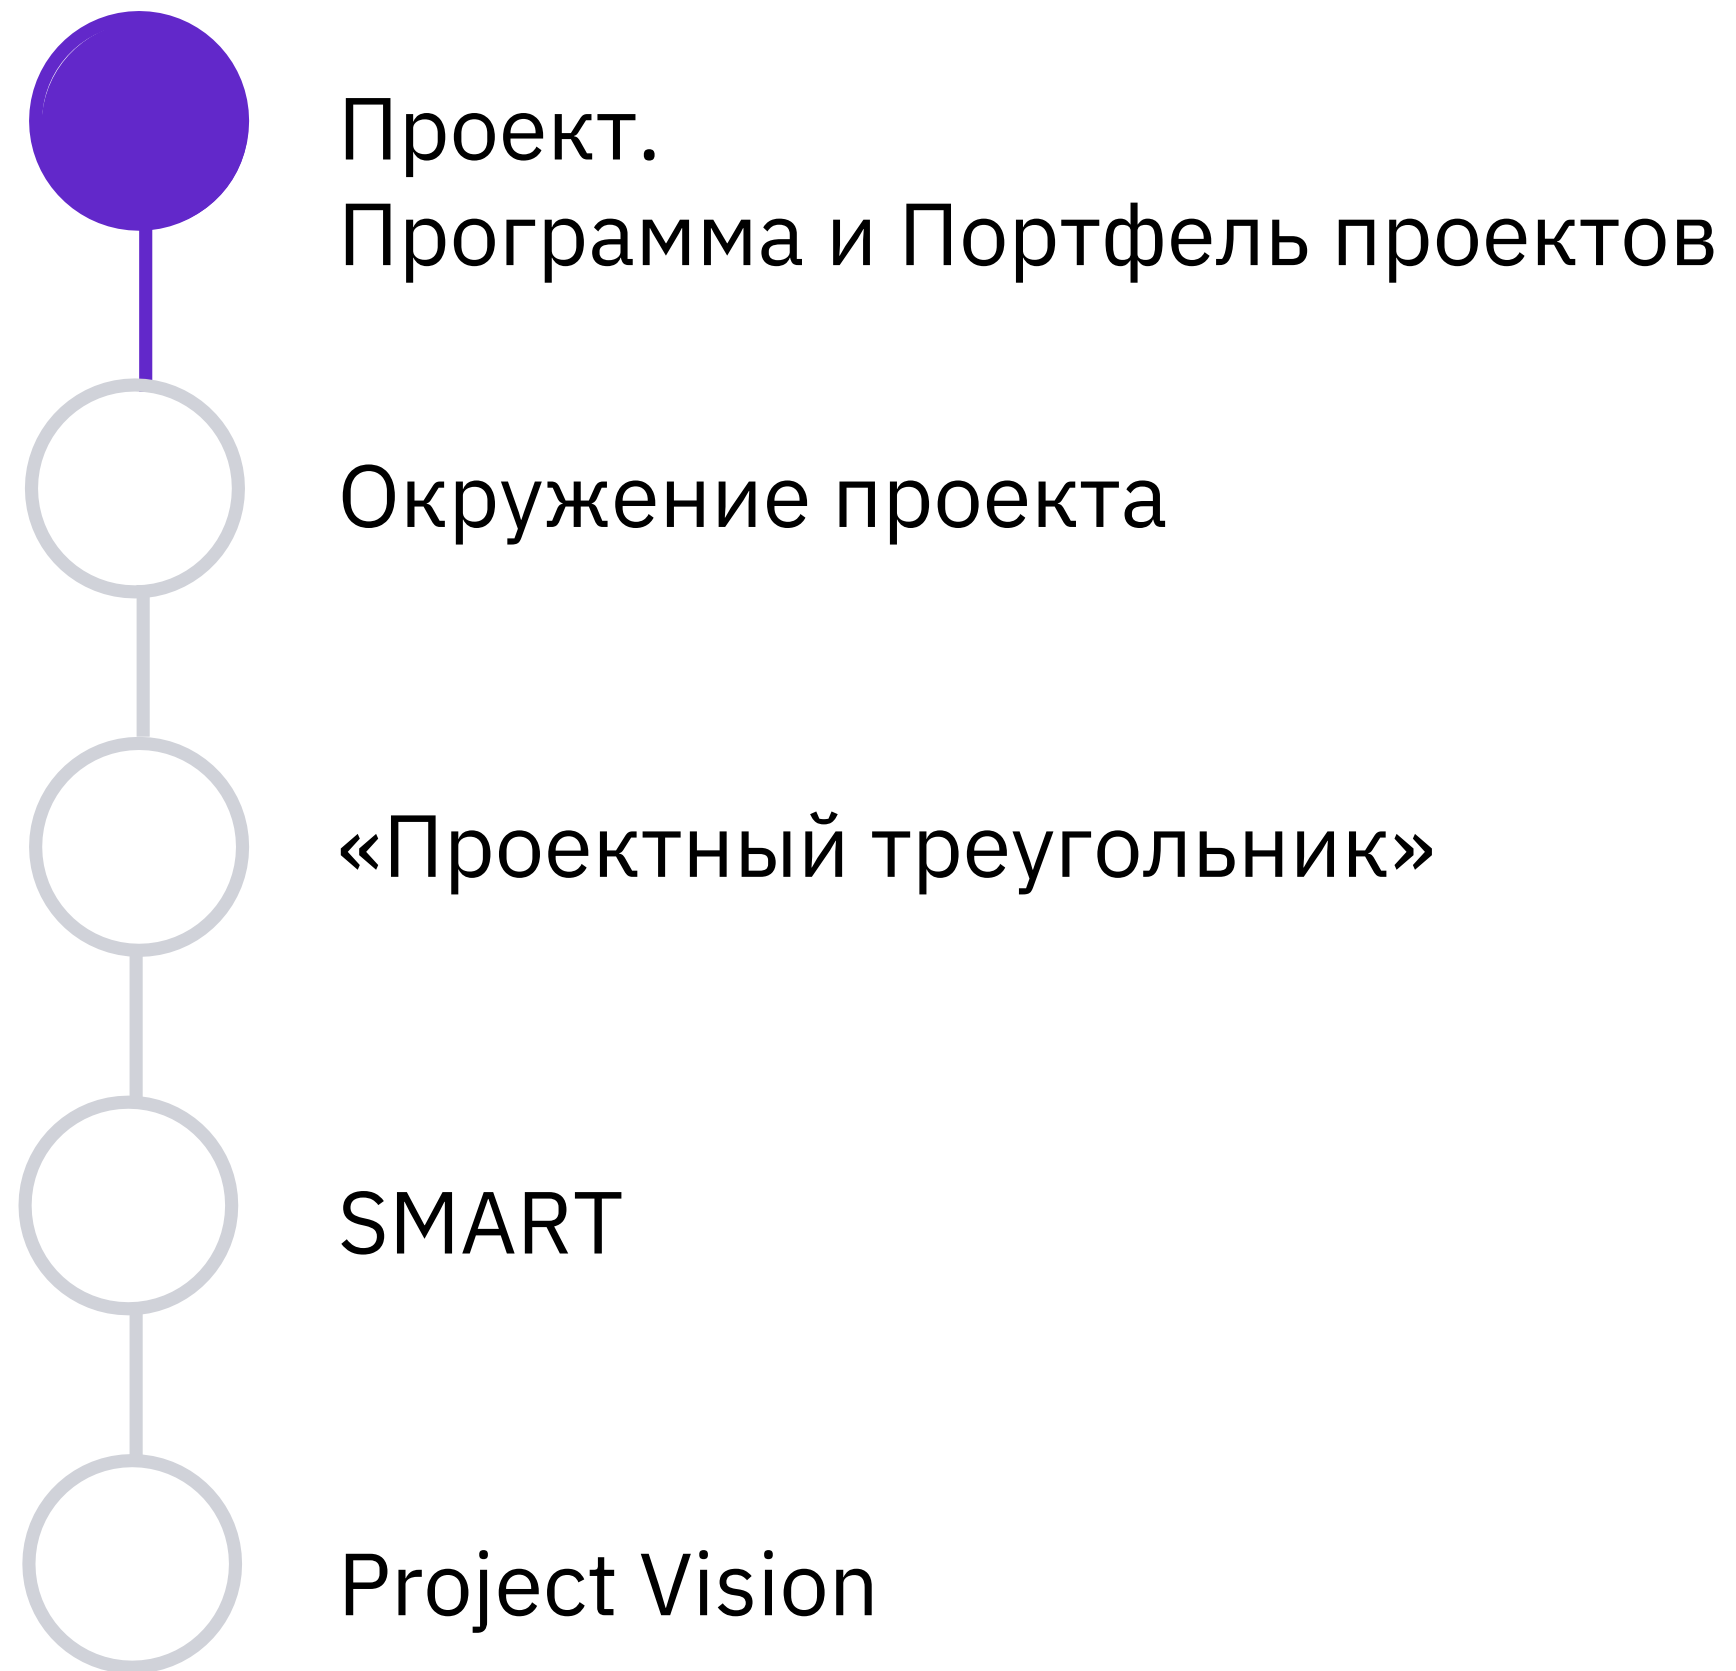 Проект.
Программа и Портфель проектов
Окружение проекта
«Проектный треугольник»
SMART
Project Vision